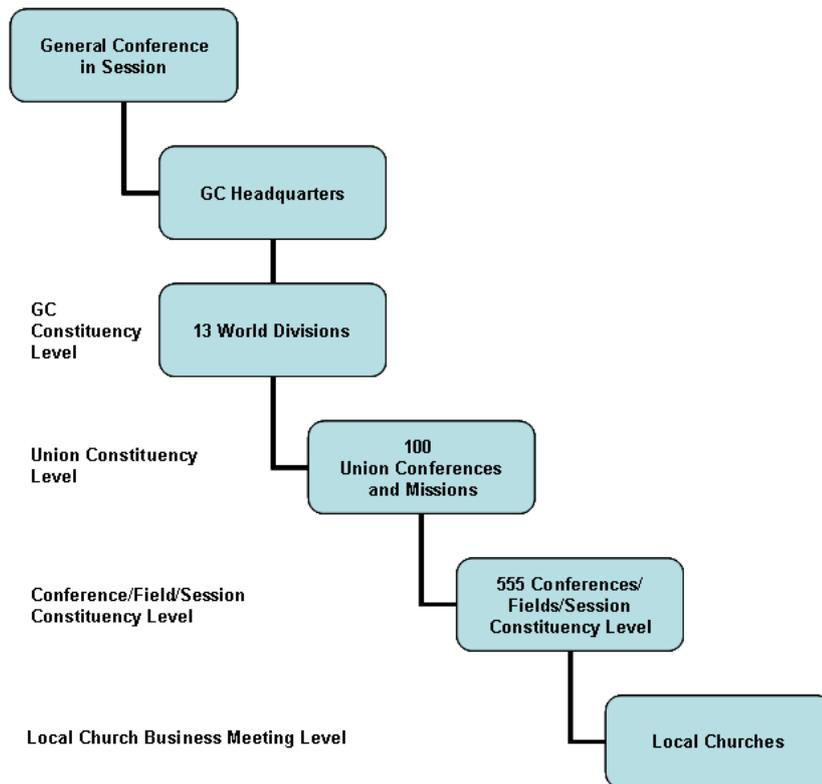 General Conference
in Session
GC Headquarters
GC
Constituency
Level
13 World Divisions
Union Constituency
Level
100
Union Conferences
and Missions
Conference/Field/Session
Constituency Level
555 Conferences/
Fields/Session
Constituency Level
Local Church Business Meeting Level
Local Churches